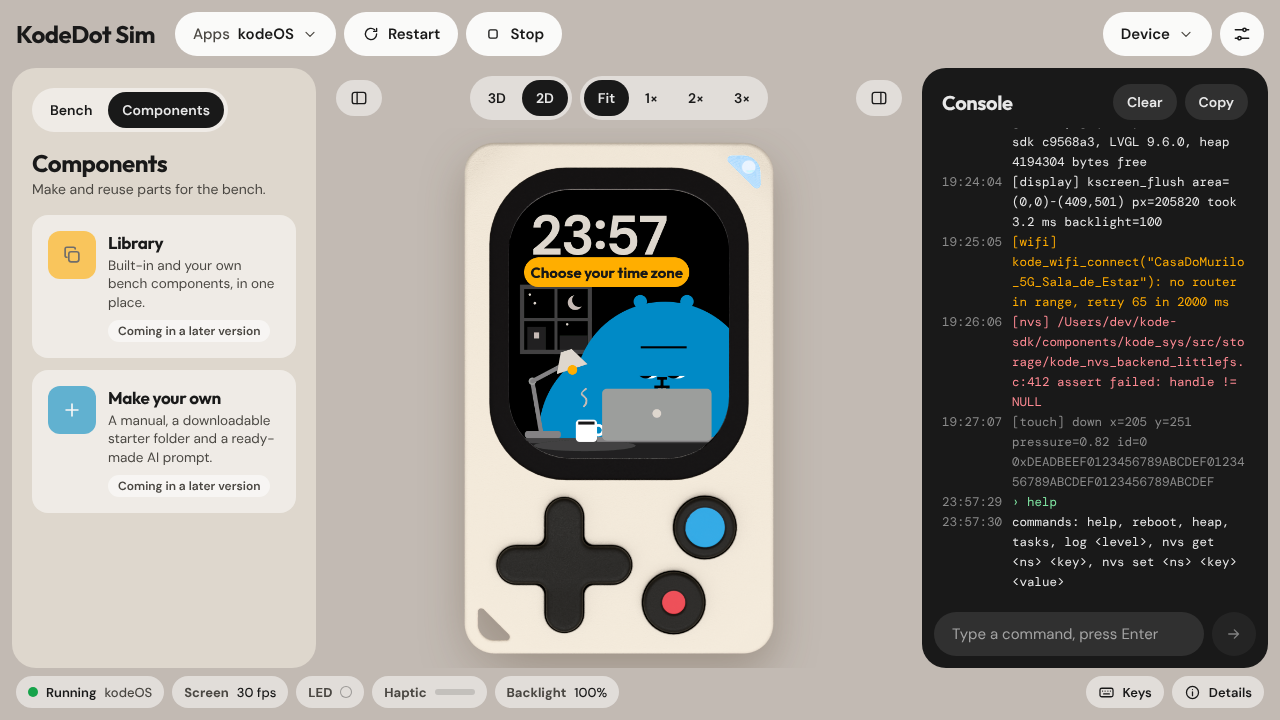 KodeDot Sim
Apps kodeOS
Restart
Stop
Device
Bench
Components
Components
Make and reuse parts for the bench.
Library
Built-in and your own
bench components, in one
place.
Coming in a later version
Make your own
A manual, a downloadable
starter folder and a ready-
made AI prompt.
Coming in a later version
3D
2D
Fit
1×
2×
3×
23:57
Choose your time zone
Console
Clear
Copy
sdk c9568a3, LVGL 9.6.0, heap
4194304 bytes free
19:24:04 [display] kscreen_flush area=
(0,0)-(409,501) px=205820 took
3.2 ms backlight=100
19:25:05 [wifi]
kode_wifi_connect("CasaDoMurilo
_5G_Sala_de_Estar"): no router
in range, retry 65 in 2000 ms
19:26:06 [nvs] /Users/dev/kode-
sdk/components/kode_sys/src/sto
rage/kode_nvs_backend_littlefs.
c:412 assert failed: handle !=
NULL
19:27:07 [touch] down x=205 y=251
pressure=0.82 id=0
0xDEADBEEF0123456789ABCDEF01234
56789ABCDEF0123456789ABCDEF
23:57:29 › help
23:57:30 commands: help, reboot, heap,
tasks, log <level>, nvs get
<ns> <key>, nvs set <ns> <key>
<value>
Type a command, press Enter
Running kodeOS
Screen 30 fps
LED
Haptic
Backlight 100%
Keys
Details